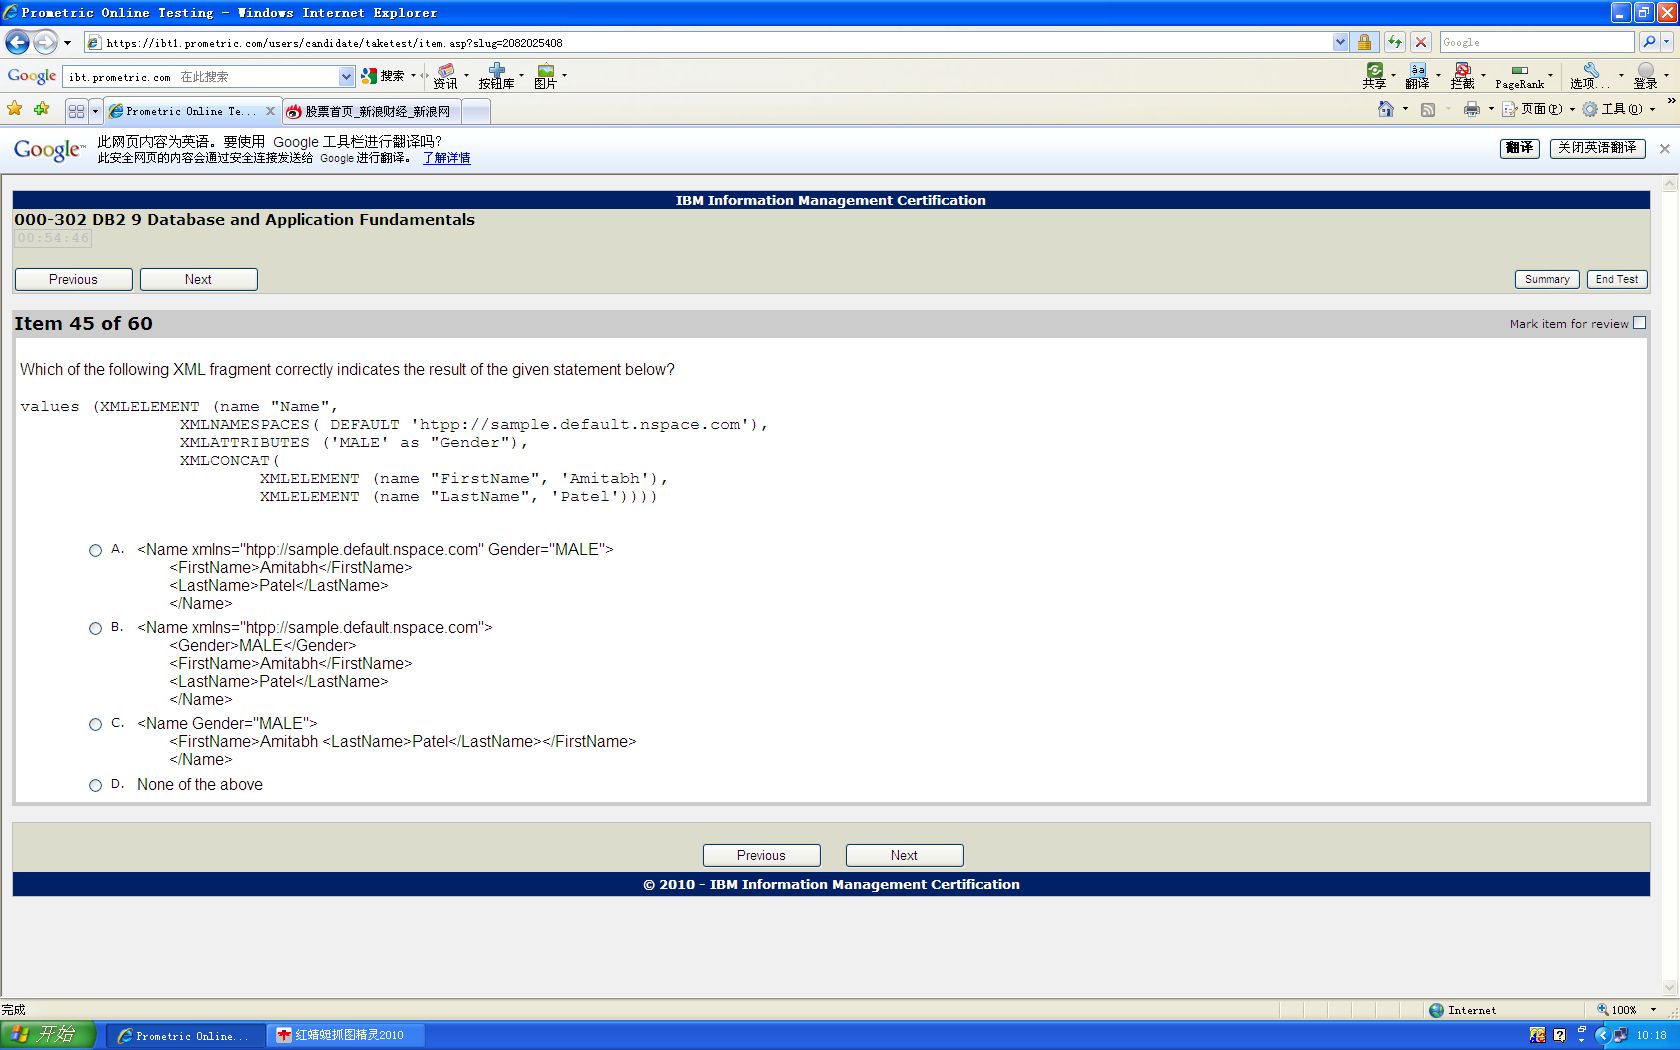 Prometric Online Testing - Windows Internet Explorer
https://ibt1.prometric.com/users/candidate/taketest/item.asp?slug=2082025408
Google
Google ibt.prometric.com 在此搜索 搜索 资讯 按钮库 图片 共享 翻译 拦截 PageRank 选项... 登录
Prometric Online Te... 股票首页_新浪财经_新浪网 页面(P) 工具(O) »
Google™ 此网页内容为英语。要使用 Google 工具栏进行翻译吗?
此安全网页的内容会通过安全连接发送给 Google 进行翻译。 了解详情
翻译 关闭英语翻译
IBM Information Management Certification
000-302 DB2 9 Database and Application Fundamentals
00:54:46
Previous Next Summary End Test
Item 45 of 60 Mark item for review
Which of the following XML fragment correctly indicates the result of the given statement below?
values (XMLELEMENT (name "Name",
XMLNAMESPACES( DEFAULT 'htpp://sample.default.nspace.com'),
XMLATTRIBUTES ('MALE' as "Gender"),
XMLCONCAT(
XMLELEMENT (name "FirstName", 'Amitabh'),
XMLELEMENT (name "LastName", 'Patel'))))
A. <Name xmlns="htpp://sample.default.nspace.com" Gender="MALE">
<FirstName>Amitabh</FirstName>
<LastName>Patel</LastName>
</Name>
B. <Name xmlns="htpp://sample.default.nspace.com">
<Gender>MALE</Gender>
<FirstName>Amitabh</FirstName>
<LastName>Patel</LastName>
</Name>
C. <Name Gender="MALE">
<FirstName>Amitabh <LastName>Patel</LastName></FirstName>
</Name>
D. None of the above
Previous Next
© 2010 - IBM Information Management Certification
完成 Internet 100%
开始 Prometric Online... 红蜻蜓抓图精灵2010 10:18